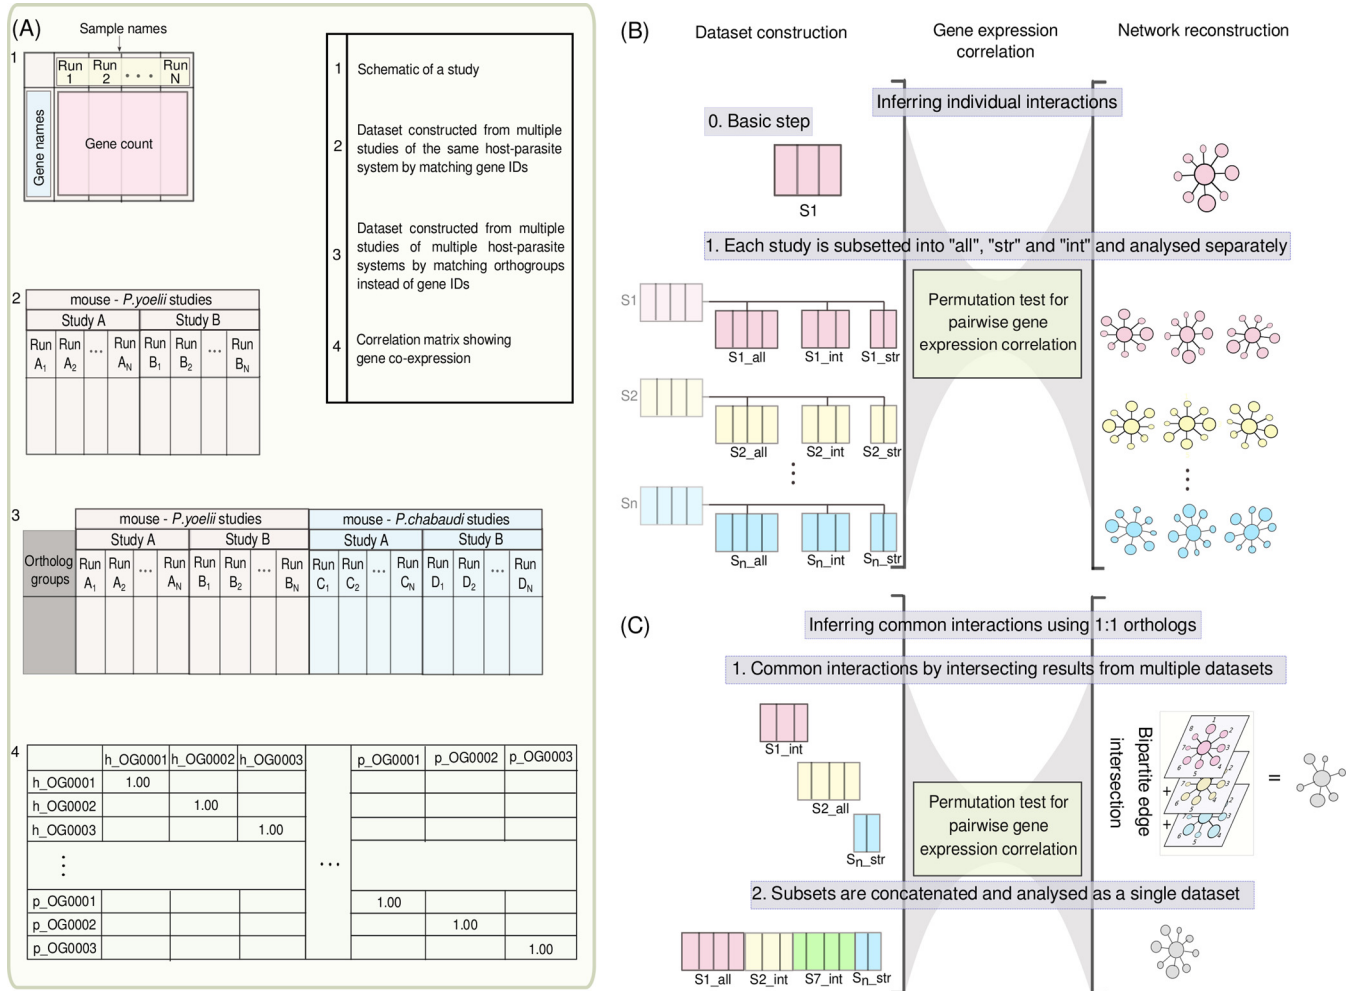 (A)
Sample names
1
Run 1
Run 2
• • •
Run N
Gene names
Gene count
1 Schematic of a study
2 Dataset constructed from multiple
studies of the same host-parasite
system by matching gene IDs
3 Dataset constructed from multiple
studies of multiple host-parasite
systems by matching orthogroups
instead of gene IDs
4 Correlation matrix showing
gene co-expression
2
mouse - P.yoelii studies
Study A Study B
Run A1 Run A2 ... Run AN Run B1 Run B2 ... Run BN
3
mouse - P.yoelii studies mouse - P.chabaudi studies
Study A Study B Study A Study B
Ortholog
groups
Run A1 Run A2 ... Run AN Run B1 Run B2 ... Run BN Run C1 Run C2 ... Run CN Run D1 Run D2 ... Run DN
4
h_OG0001 h_OG0002 h_OG0003 p_OG0001 p_OG0002 p_OG0003
h_OG0001 1.00
h_OG0002 1.00
h_OG0003 1.00
...
p_OG0001 1.00
p_OG0002 1.00
p_OG0003 1.00
(B)
Dataset construction
Gene expression
correlation
Network reconstruction
Inferring individual interactions
0. Basic step
S1
1. Each study is subsetted into "all", "str" and "int" and analysed separately
S1
S1_all S1_int S1_str
S2
S2_all S2_int S2_str
Sn
Sn_all Sn_int Sn_str
Permutation test for
pairwise gene
expression correlation
(C)
Inferring common interactions using 1:1 orthologs
1. Common interactions by intersecting results from multiple datasets
S1_int
S2_all
Sn_str
Permutation test for
pairwise gene
expression correlation
Bipartite edge
intersection
+
+
=
2. Subsets are concatenated and analysed as a single dataset
S1_all S2_int S7_int Sn_str